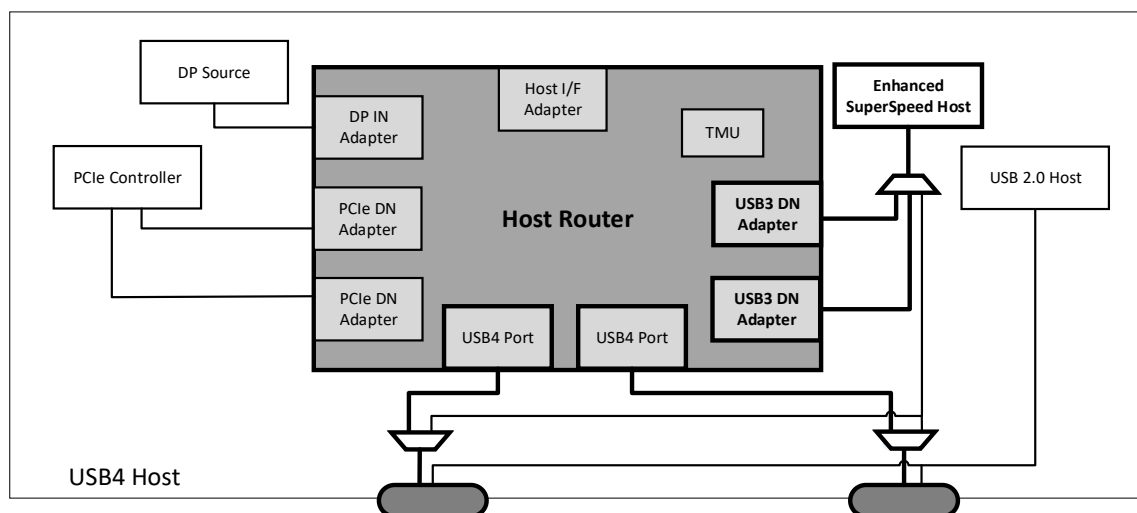 DP Source
Host I/F
Adapter
Enhanced
SuperSpeed Host
DP IN
Adapter
TMU
PCIe Controller
USB 2.0 Host
PCIe DN
Adapter
Host Router
USB3 DN
Adapter
PCIe DN
Adapter
USB3 DN
Adapter
USB4 Port
USB4 Port
USB4 Host